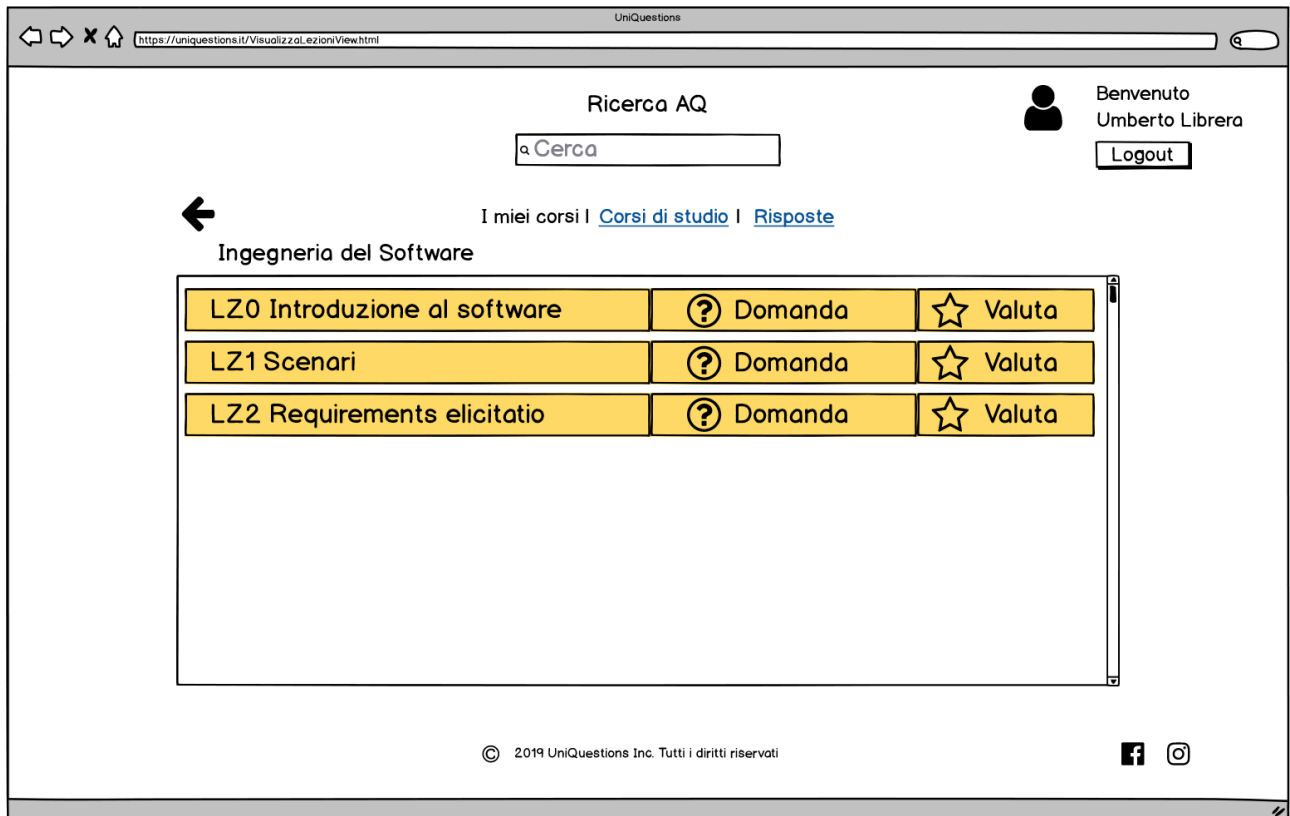 UniQuestions
https://uniquestions.it/VisualizzaLezioniView.html
Ricerca AQ
Benvenuto
Umberto Librera
Cerca
Logout
I miei corsi | Corsi di studio | Risposte
Ingegneria del Software
LZ0 Introduzione al software ? Domanda Valuta
LZ1 Scenari ? Domanda Valuta
LZ2 Requirements elicitatio ? Domanda Valuta
© 2019 UniQuestions Inc. Tutti i diritti riservati